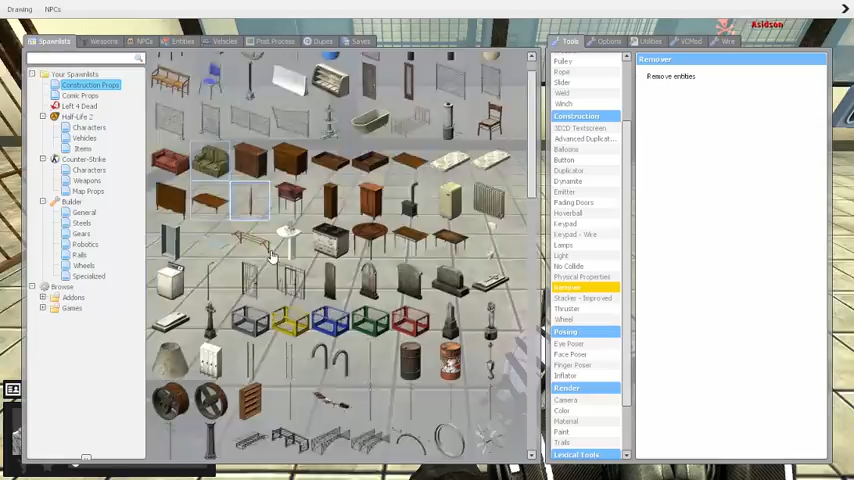 Drawing NPCs
Asidson
Spawnlists Weapons NPCs Entities Vehicles Post Process Dupes Saves
Tools Options Utilities VCMod Wire
Your Spawnlists
Construction Props
Comic Props
Left 4 Dead
Half-Life 2
Characters
Vehicles
Items
Counter-Strike
Characters
Weapons
Map Props
Builder
General
Steels
Gears
Robotics
Rails
Wheels
Specialized
Browse
Addons
Games
Pulley
Rope
Slider
Weld
Winch
Construction
3D2D Textscreen
Advanced Duplicat...
Balloons
Button
Duplicator
Dynamite
Emitter
Fading Doors
Hoverball
Keypad
Keypad - Wire
Lamps
Light
No Collide
Physical Properties
Remover
Stacker - Improved
Thruster
Wheel
Posing
Eye Poser
Face Poser
Finger Poser
Inflator
Render
Camera
Color
Material
Paint
Trails
Lexical Tools
Remover
Remove entities